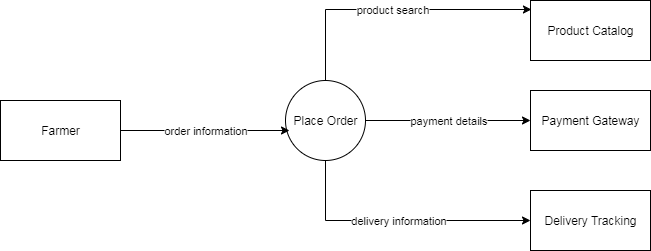 product search
Product Catalog
Farmer
order information
Place Order
payment details
Payment Gateway
delivery information
Delivery Tracking